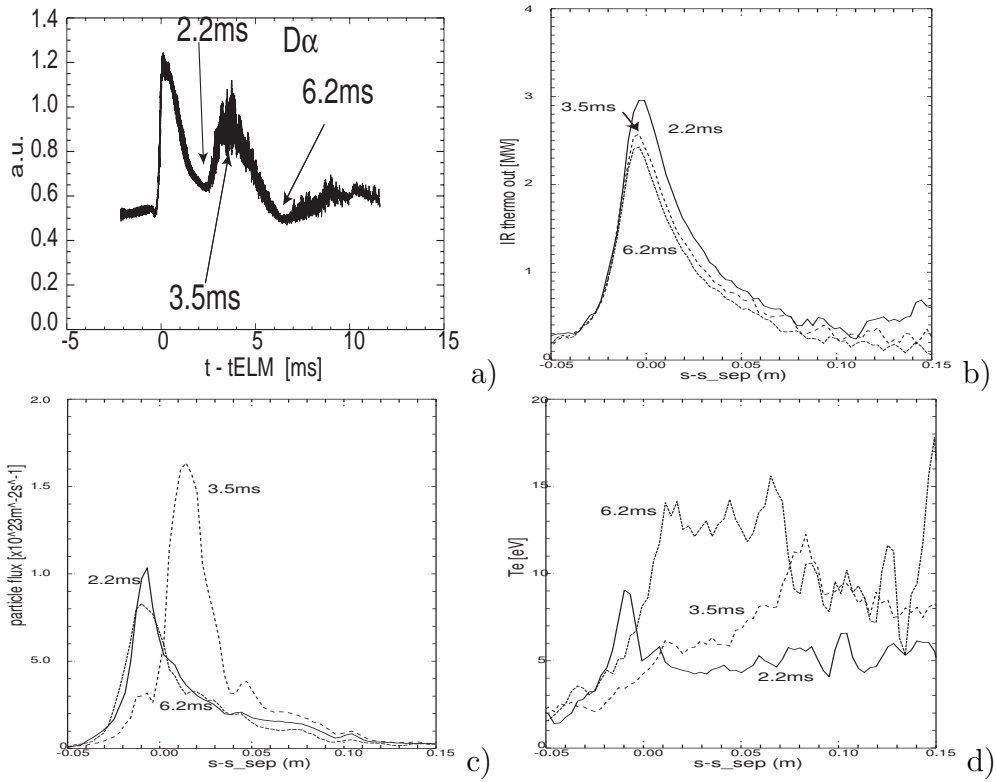 1.4
1.2
1.0
0.8
0.6
0.4
0.2
0.0
a.u.
2.2ms
Dα
6.2ms
3.5ms
-5
0
5
10
15
t - tELM [ms]
a)
4
3
2
1
0
IR thermo out [MW]
3.5ms
2.2ms
6.2ms
-0.05
0.00
0.05
0.10
0.15
s-s_sep (m)
b)
2.0
1.5
1.0
5.0
0
particle flux [x10^23m^-2s^-1]
3.5ms
2.2ms
6.2ms
-0.05
0.00
0.05
0.10
0.15
s-s_sep (m)
c)
20
15
10
5
0
Te [eV]
6.2ms
3.5ms
2.2ms
-0.05
0.00
0.05
0.10
0.15
s-s_sep (m)
d)